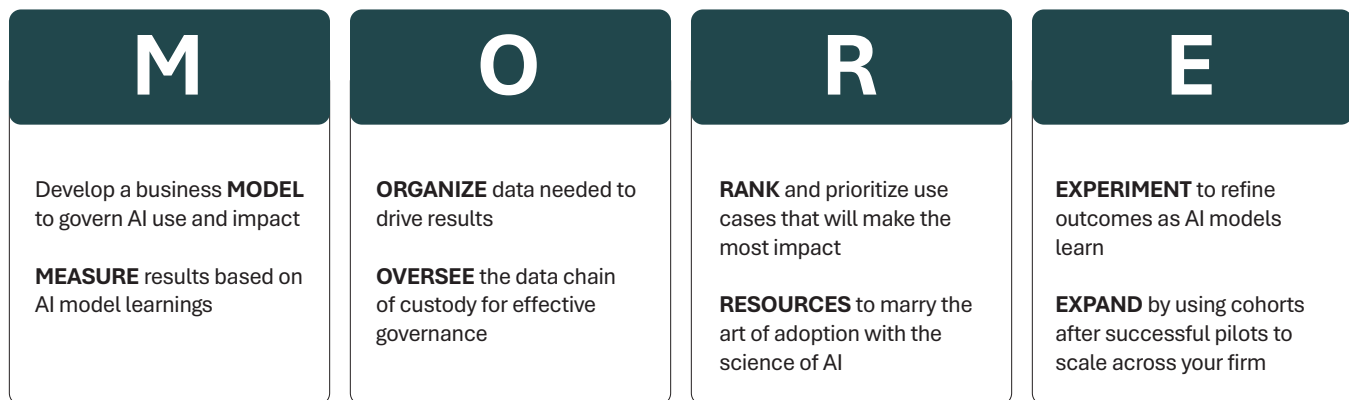 M
Develop a business MODEL
to govern AI use and impact
MEASURE results based on
AI model learnings
O
ORGANIZE data needed to
drive results
OVERSEE the data chain
of custody for effective
governance
R
RANK and prioritize use
cases that will make the
most impact
RESOURCES to marry the
art of adoption with the
science of AI
E
EXPERIMENT to refine
outcomes as AI models
learn
EXPAND by using cohorts
after successful pilots to
scale across your firm